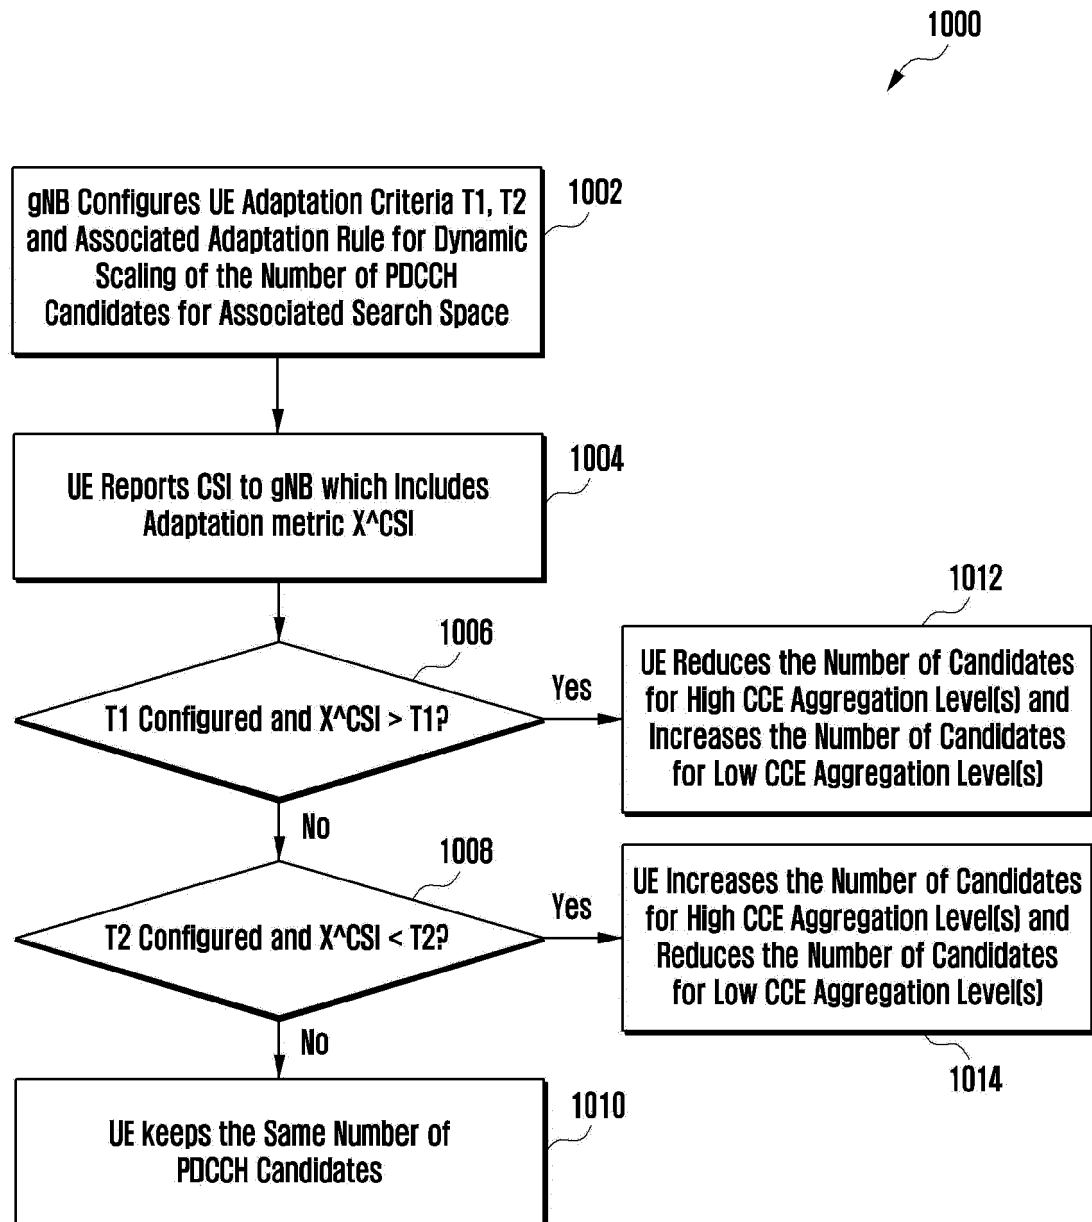 1000
1002
gNB Configures UE Adaptation Criteria T1, T2
and Associated Adaptation Rule for Dynamic
Scaling of the Number of PDCCH
Candidates for Associated Search Space
1004
UE Reports CSI to gNB which Includes
Adaptation metric X^CSI
1006
T1 Configured and X^CSI > T1?
Yes
1012
UE Reduces the Number of Candidates
for High CCE Aggregation Level(s) and
Increases the Number of Candidates
for Low CCE Aggregation Level(s)
No
1008
T2 Configured and X^CSI < T2?
Yes
UE Increases the Number of Candidates
for High CCE Aggregation Level(s) and
Reduces the Number of Candidates
for Low CCE Aggregation Level(s)
1014
No
1010
UE keeps the Same Number of
PDCCH Candidates